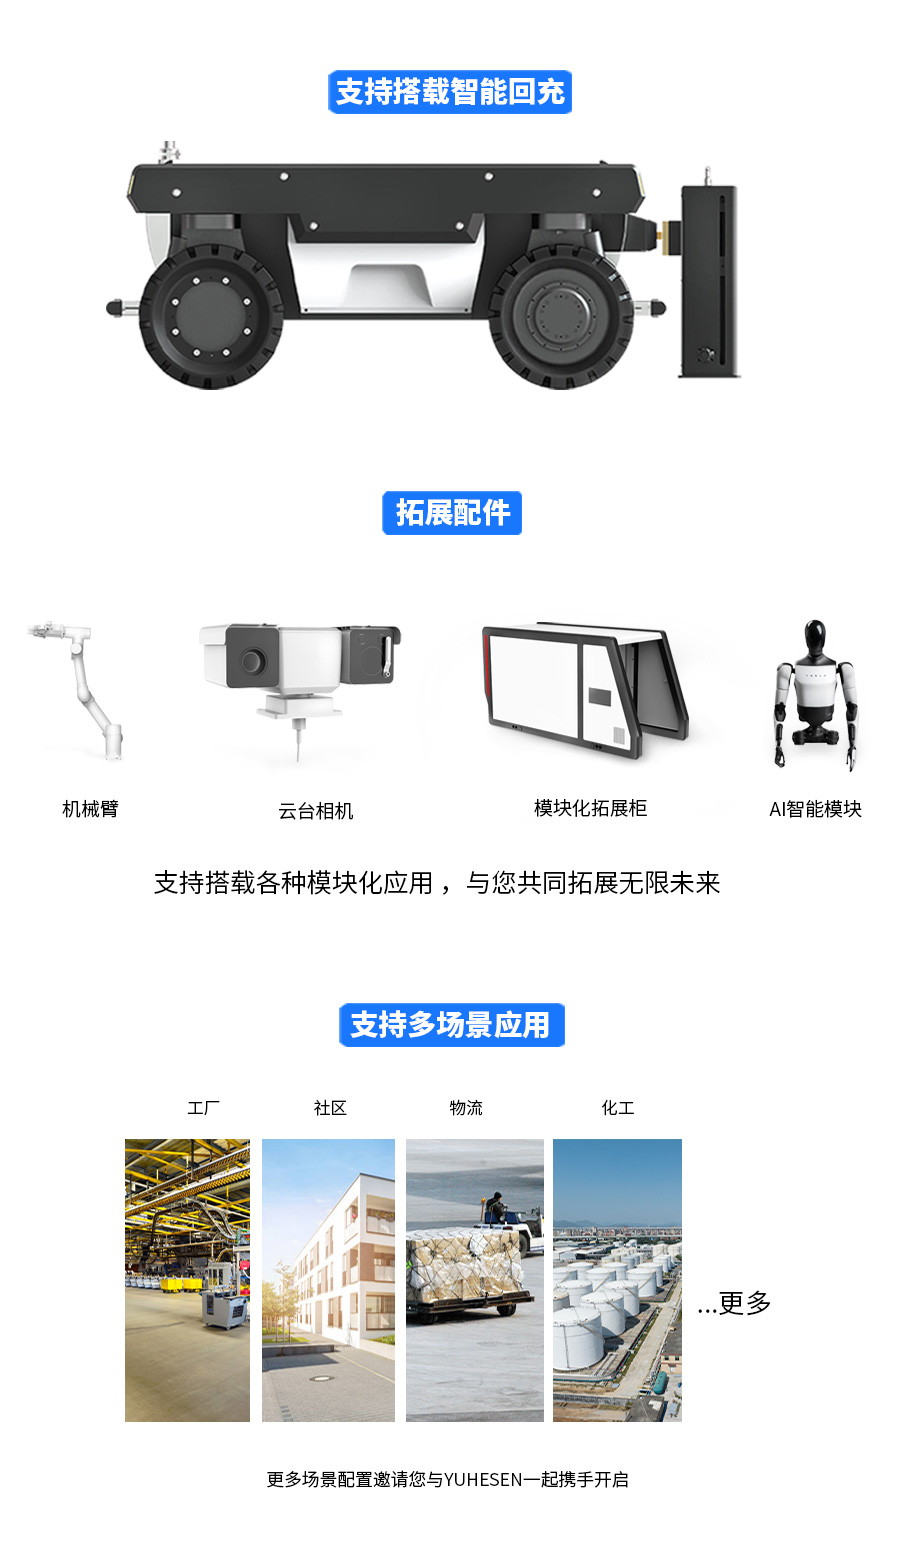 支持搭载智能回充
拓展配件
机械臂
云台相机
模块化拓展柜
AI智能模块
支持搭载各种模块化应用，与您共同拓展无限未来
支持多场景应用
工厂
社区
物流
化工
...更多
更多场景配置邀请您与YUHESEN一起携手开启